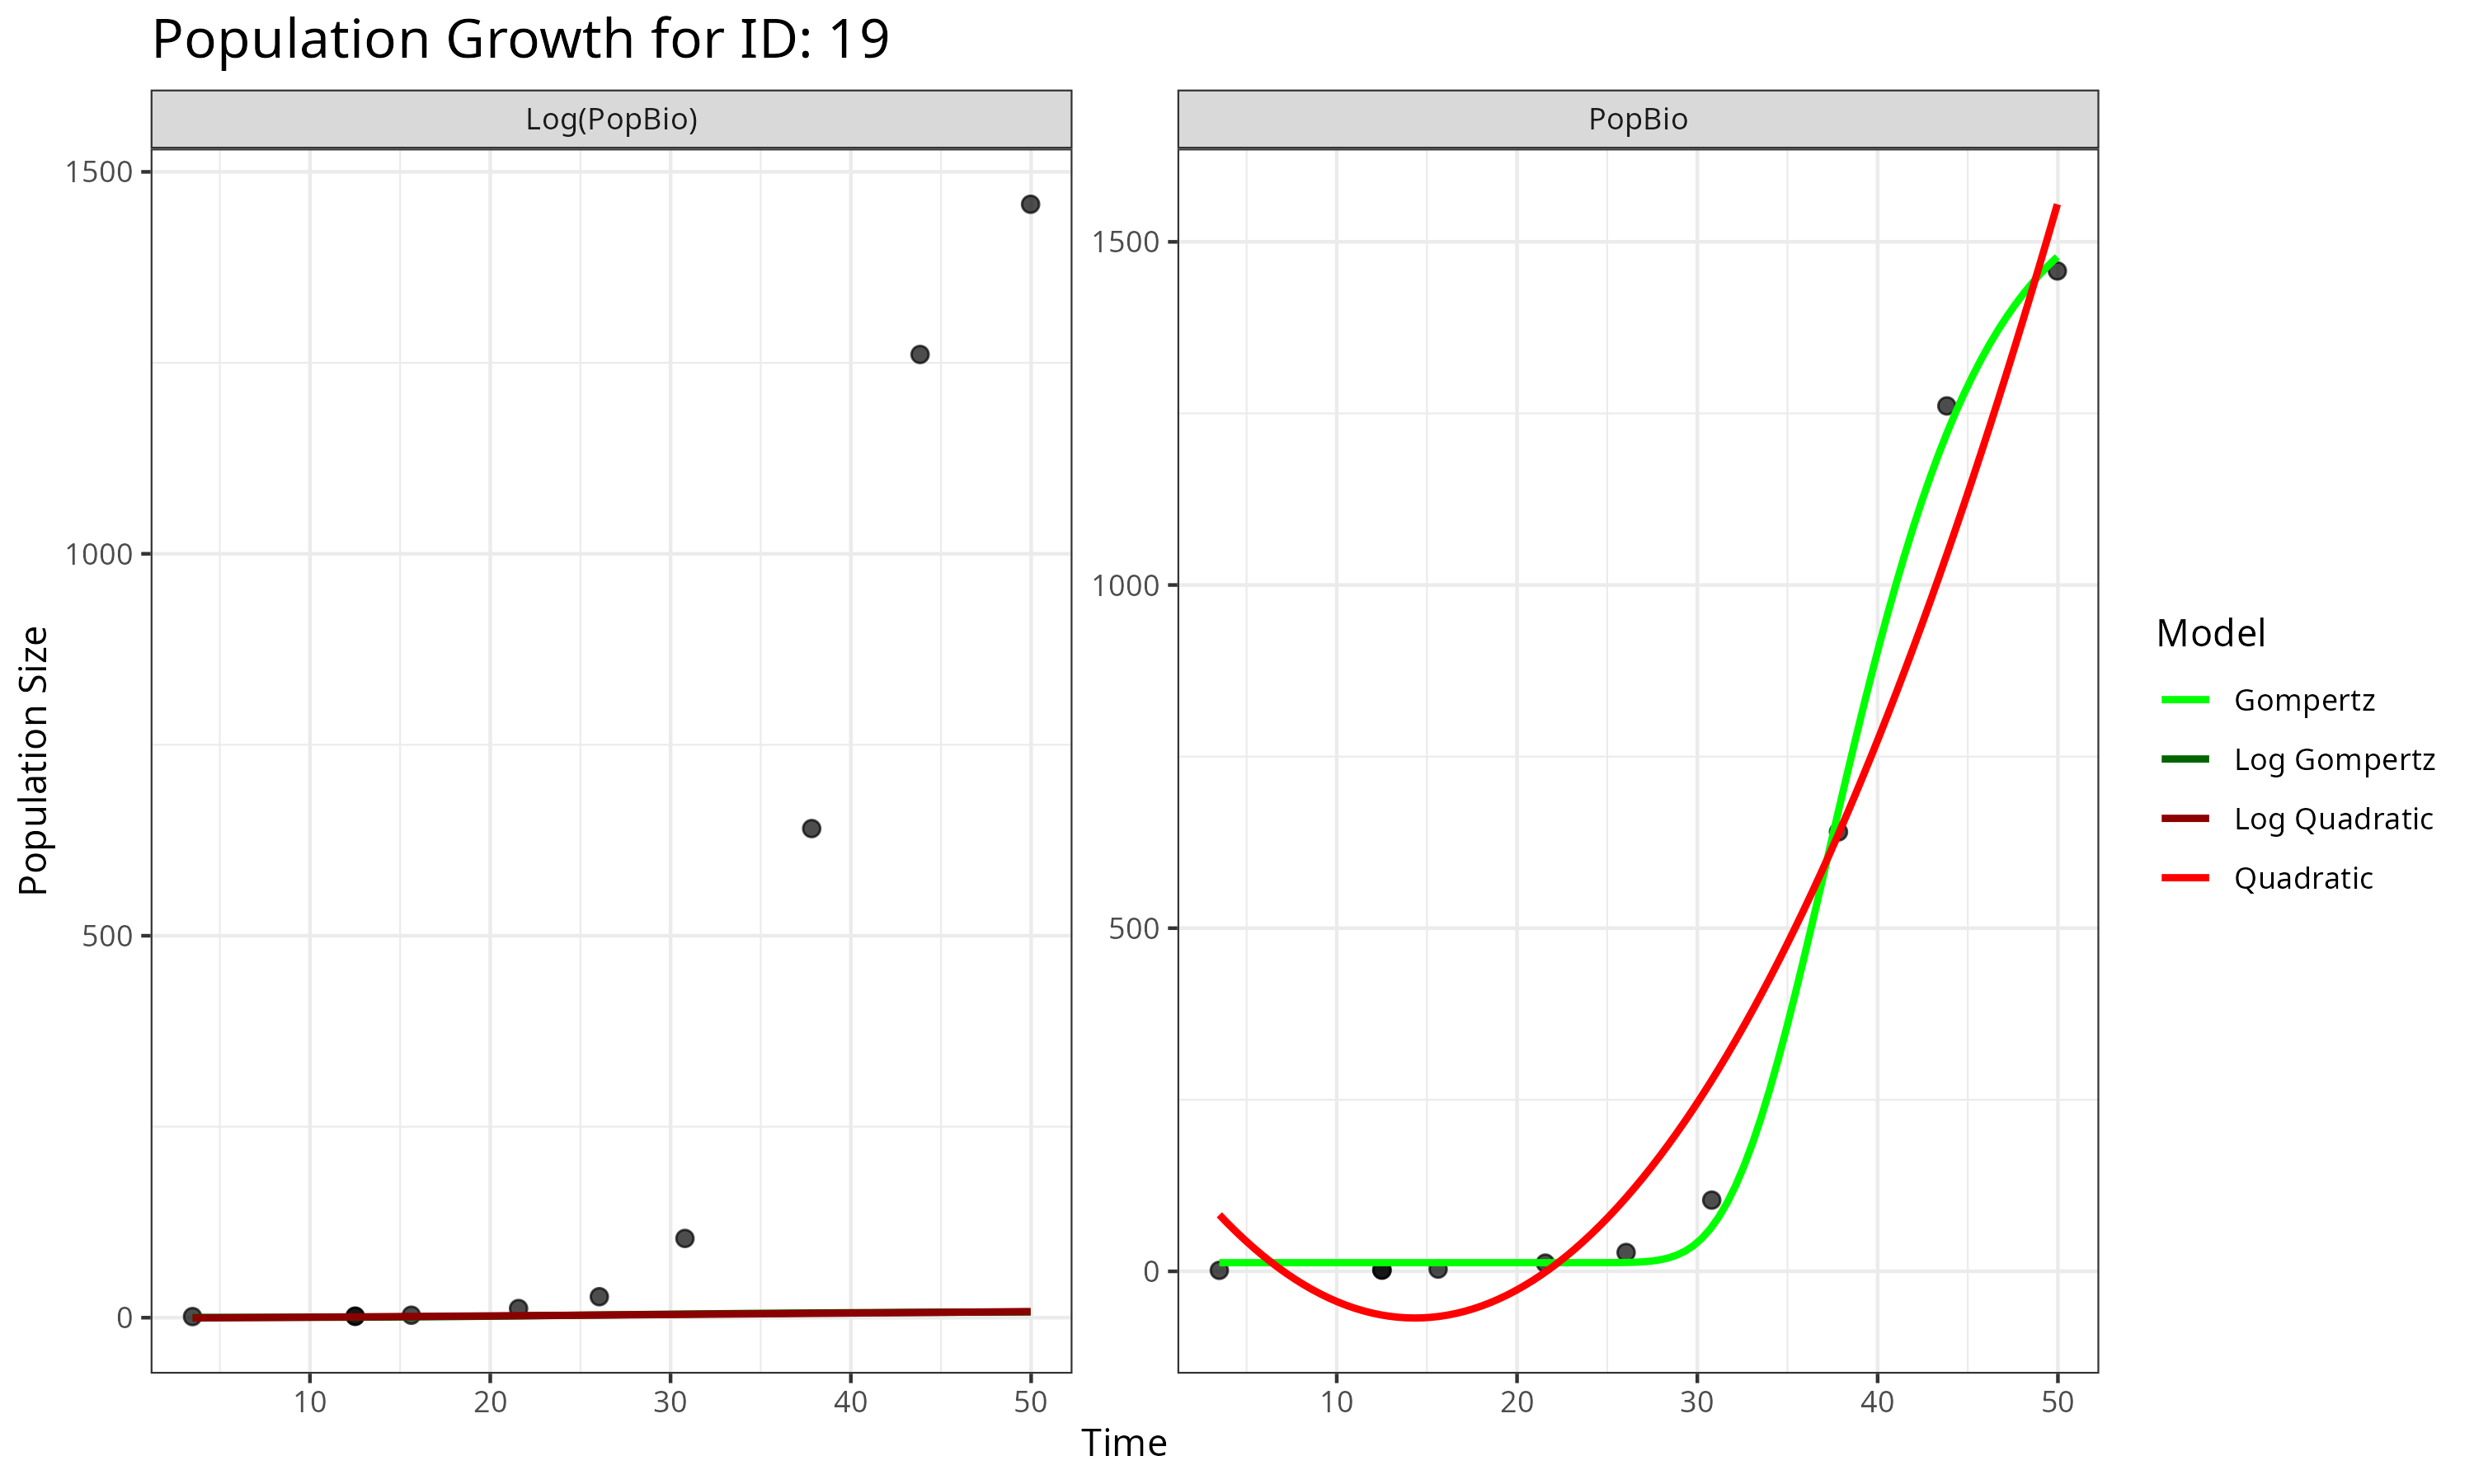 Population Growth for ID: 19
Log(PopBio)
PopBio
Population Size
1500
1000
500
0
1500
1000
500
0
10 20 30 40 50
10 20 30 40 50
Time
Model
Gompertz
Log Gompertz
Log Quadratic
Quadratic